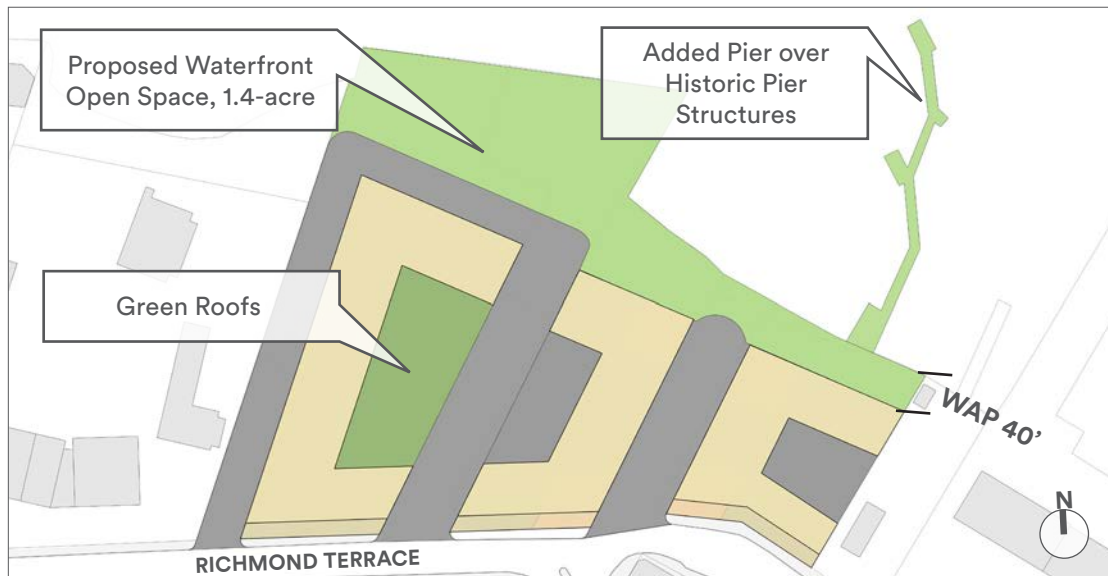 Proposed Waterfront
Open Space, 1.4-acre
Added Pier over
Historic Pier
Structures
Green Roofs
WAP 40’
N
RICHMOND TERRACE